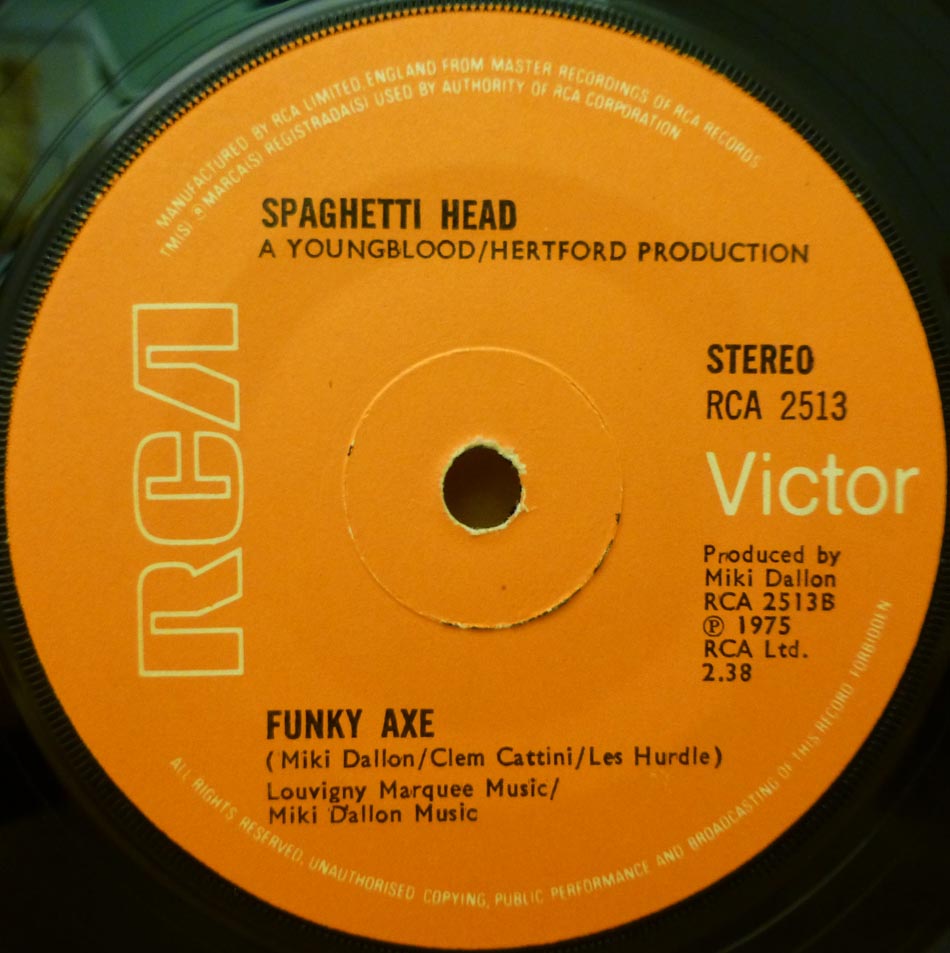 MANUFACTURED BY RCA LIMITED, ENGLAND FROM MASTER RECORDINGS OF RCA RECORDS
TM(S) ® MARCA(S) REGISTRADA(S) USED BY AUTHORITY OF RCA CORPORATION
SPAGHETTI HEAD
A YOUNGBLOOD/HERTFORD PRODUCTION
RCA
STEREO
RCA 2513
Victor
Produced by
Miki Dallon
RCA 2513B
Ⓟ 1975
RCA Ltd.
2.38
FUNKY AXE
(Miki Dallon/Clem Cattini/Les Hurdle)
Louvigny Marquee Music/
Miki Dallon Music
ALL RIGHTS RESERVED. UNAUTHORISED COPYING, PUBLIC PERFORMANCE AND BROADCASTING OF THIS RECORD FORBIDDEN